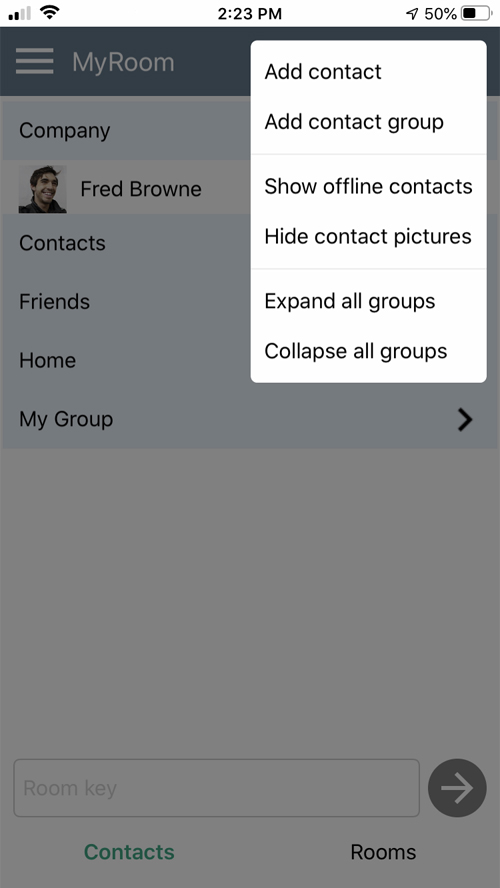 2:23 PM
50%
MyRoom
Add contact
Add contact group
Show offline contacts
Hide contact pictures
Expand all groups
Collapse all groups
Company
Fred Browne
Contacts
Friends
Home
My Group
Room key
Contacts
Rooms